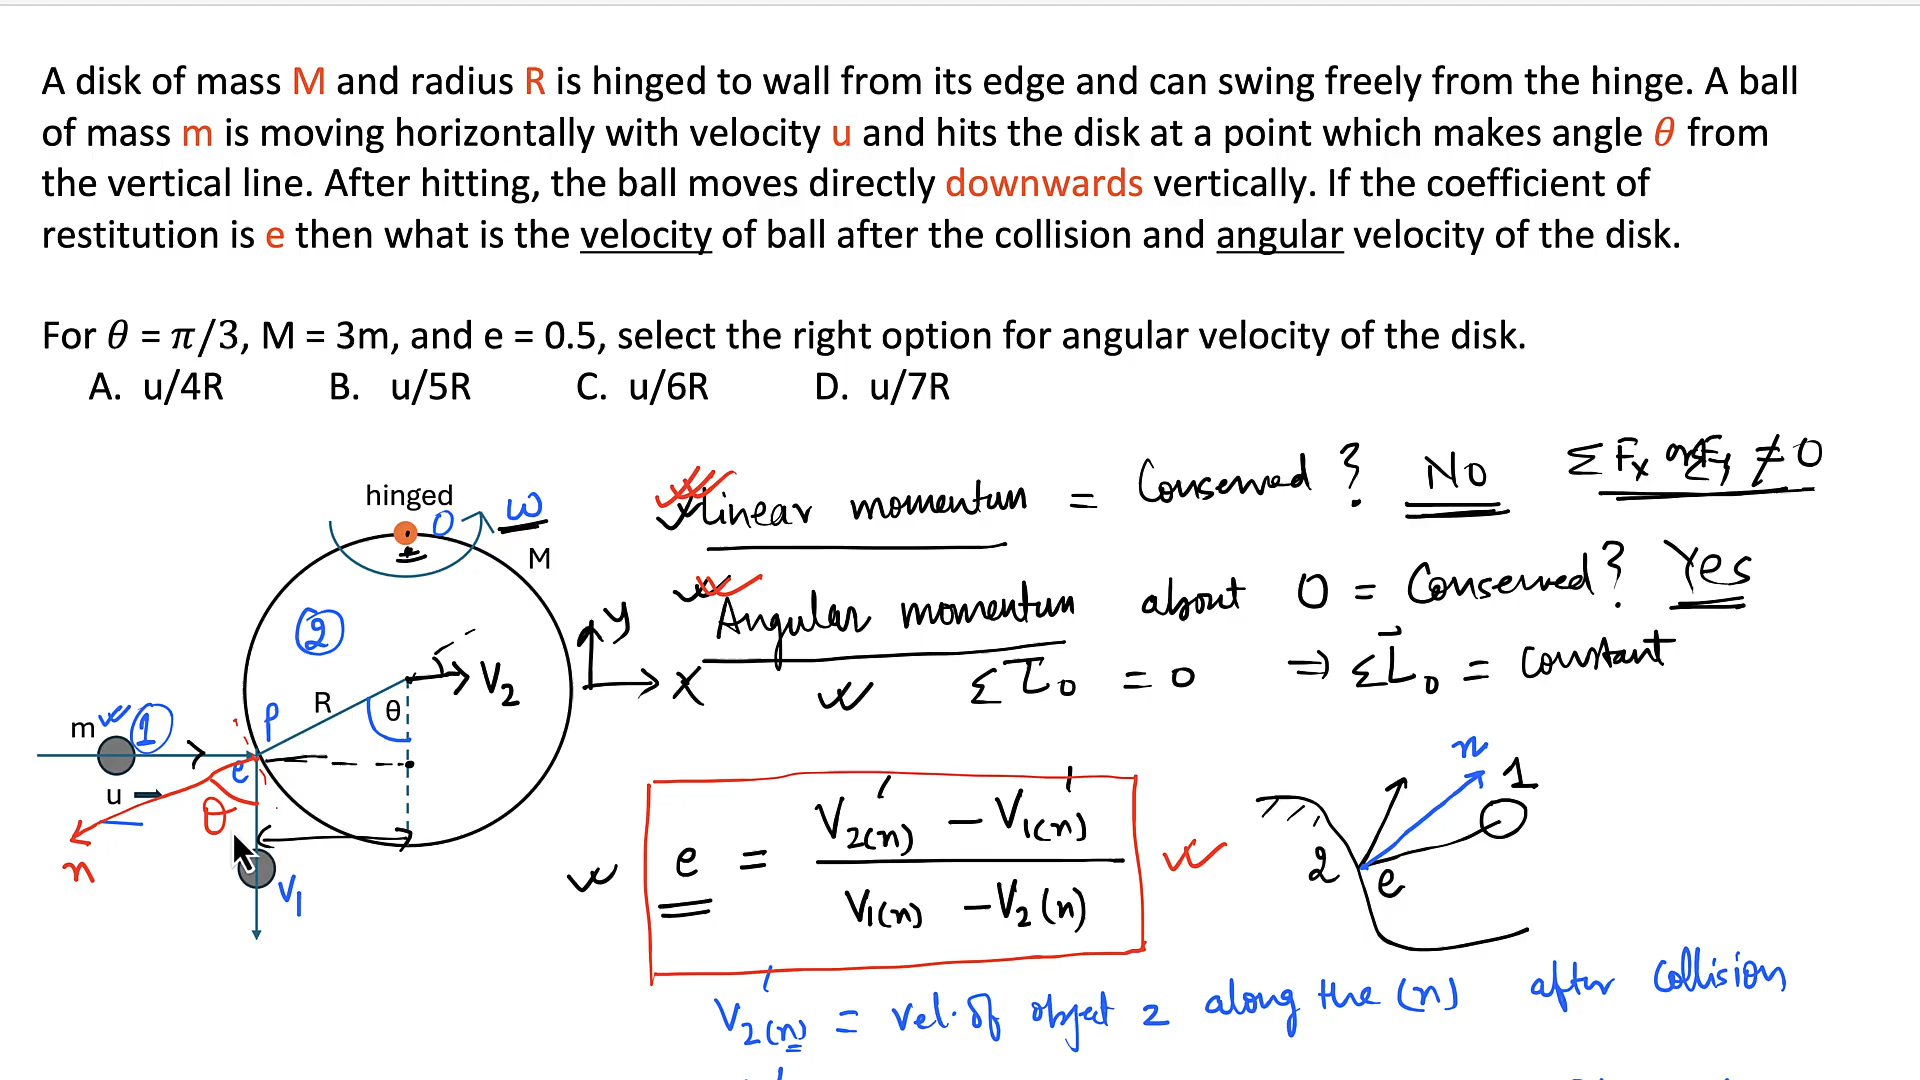 A disk of mass M and radius R is hinged to wall from its edge and can swing freely from the hinge. A ball
of mass m is moving horizontally with velocity u and hits the disk at a point which makes angle θ from
the vertical line. After hitting, the ball moves directly downwards vertically. If the coefficient of
restitution is e then what is the velocity of ball after the collision and angular velocity of the disk.
For θ = π/3, M = 3m, and e = 0.5, select the right option for angular velocity of the disk.
A. u/4R B. u/5R C. u/6R D. u/7R
hinged
O
ω
M
2
V2
R
θ
P
m
1
e
u
θ
n
V1
y
x
Linear momentum = Conserved ? No
Σ Fx or Fy ≠ 0
Angular momentum about O = Conserved ? Yes
Σ τ₀ = 0 ⇒ Σ L⃗₀ = constant
e = V2(n)' − V1(n)' / V1(n) − V2(n)
n
1
2
e
V2(n)' = vel. of object 2 along the (n) after collision